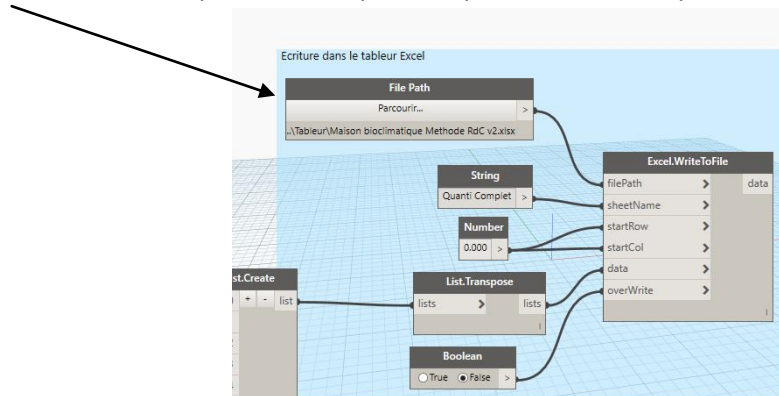 Ecriture dans le tableur Excel
File Path
Parcourir... >
..\Tableur\Maison bioclimatique Methode RdC v2.xlsx
Excel.WriteToFile
filePath > data
sheetName >
startRow >
startCol >
data >
overWrite >
l
String
Quanti Complet >
Number
0.000 >
st.Create
+ - list
List.Transpose
lists > lists
l
Boolean
True False >